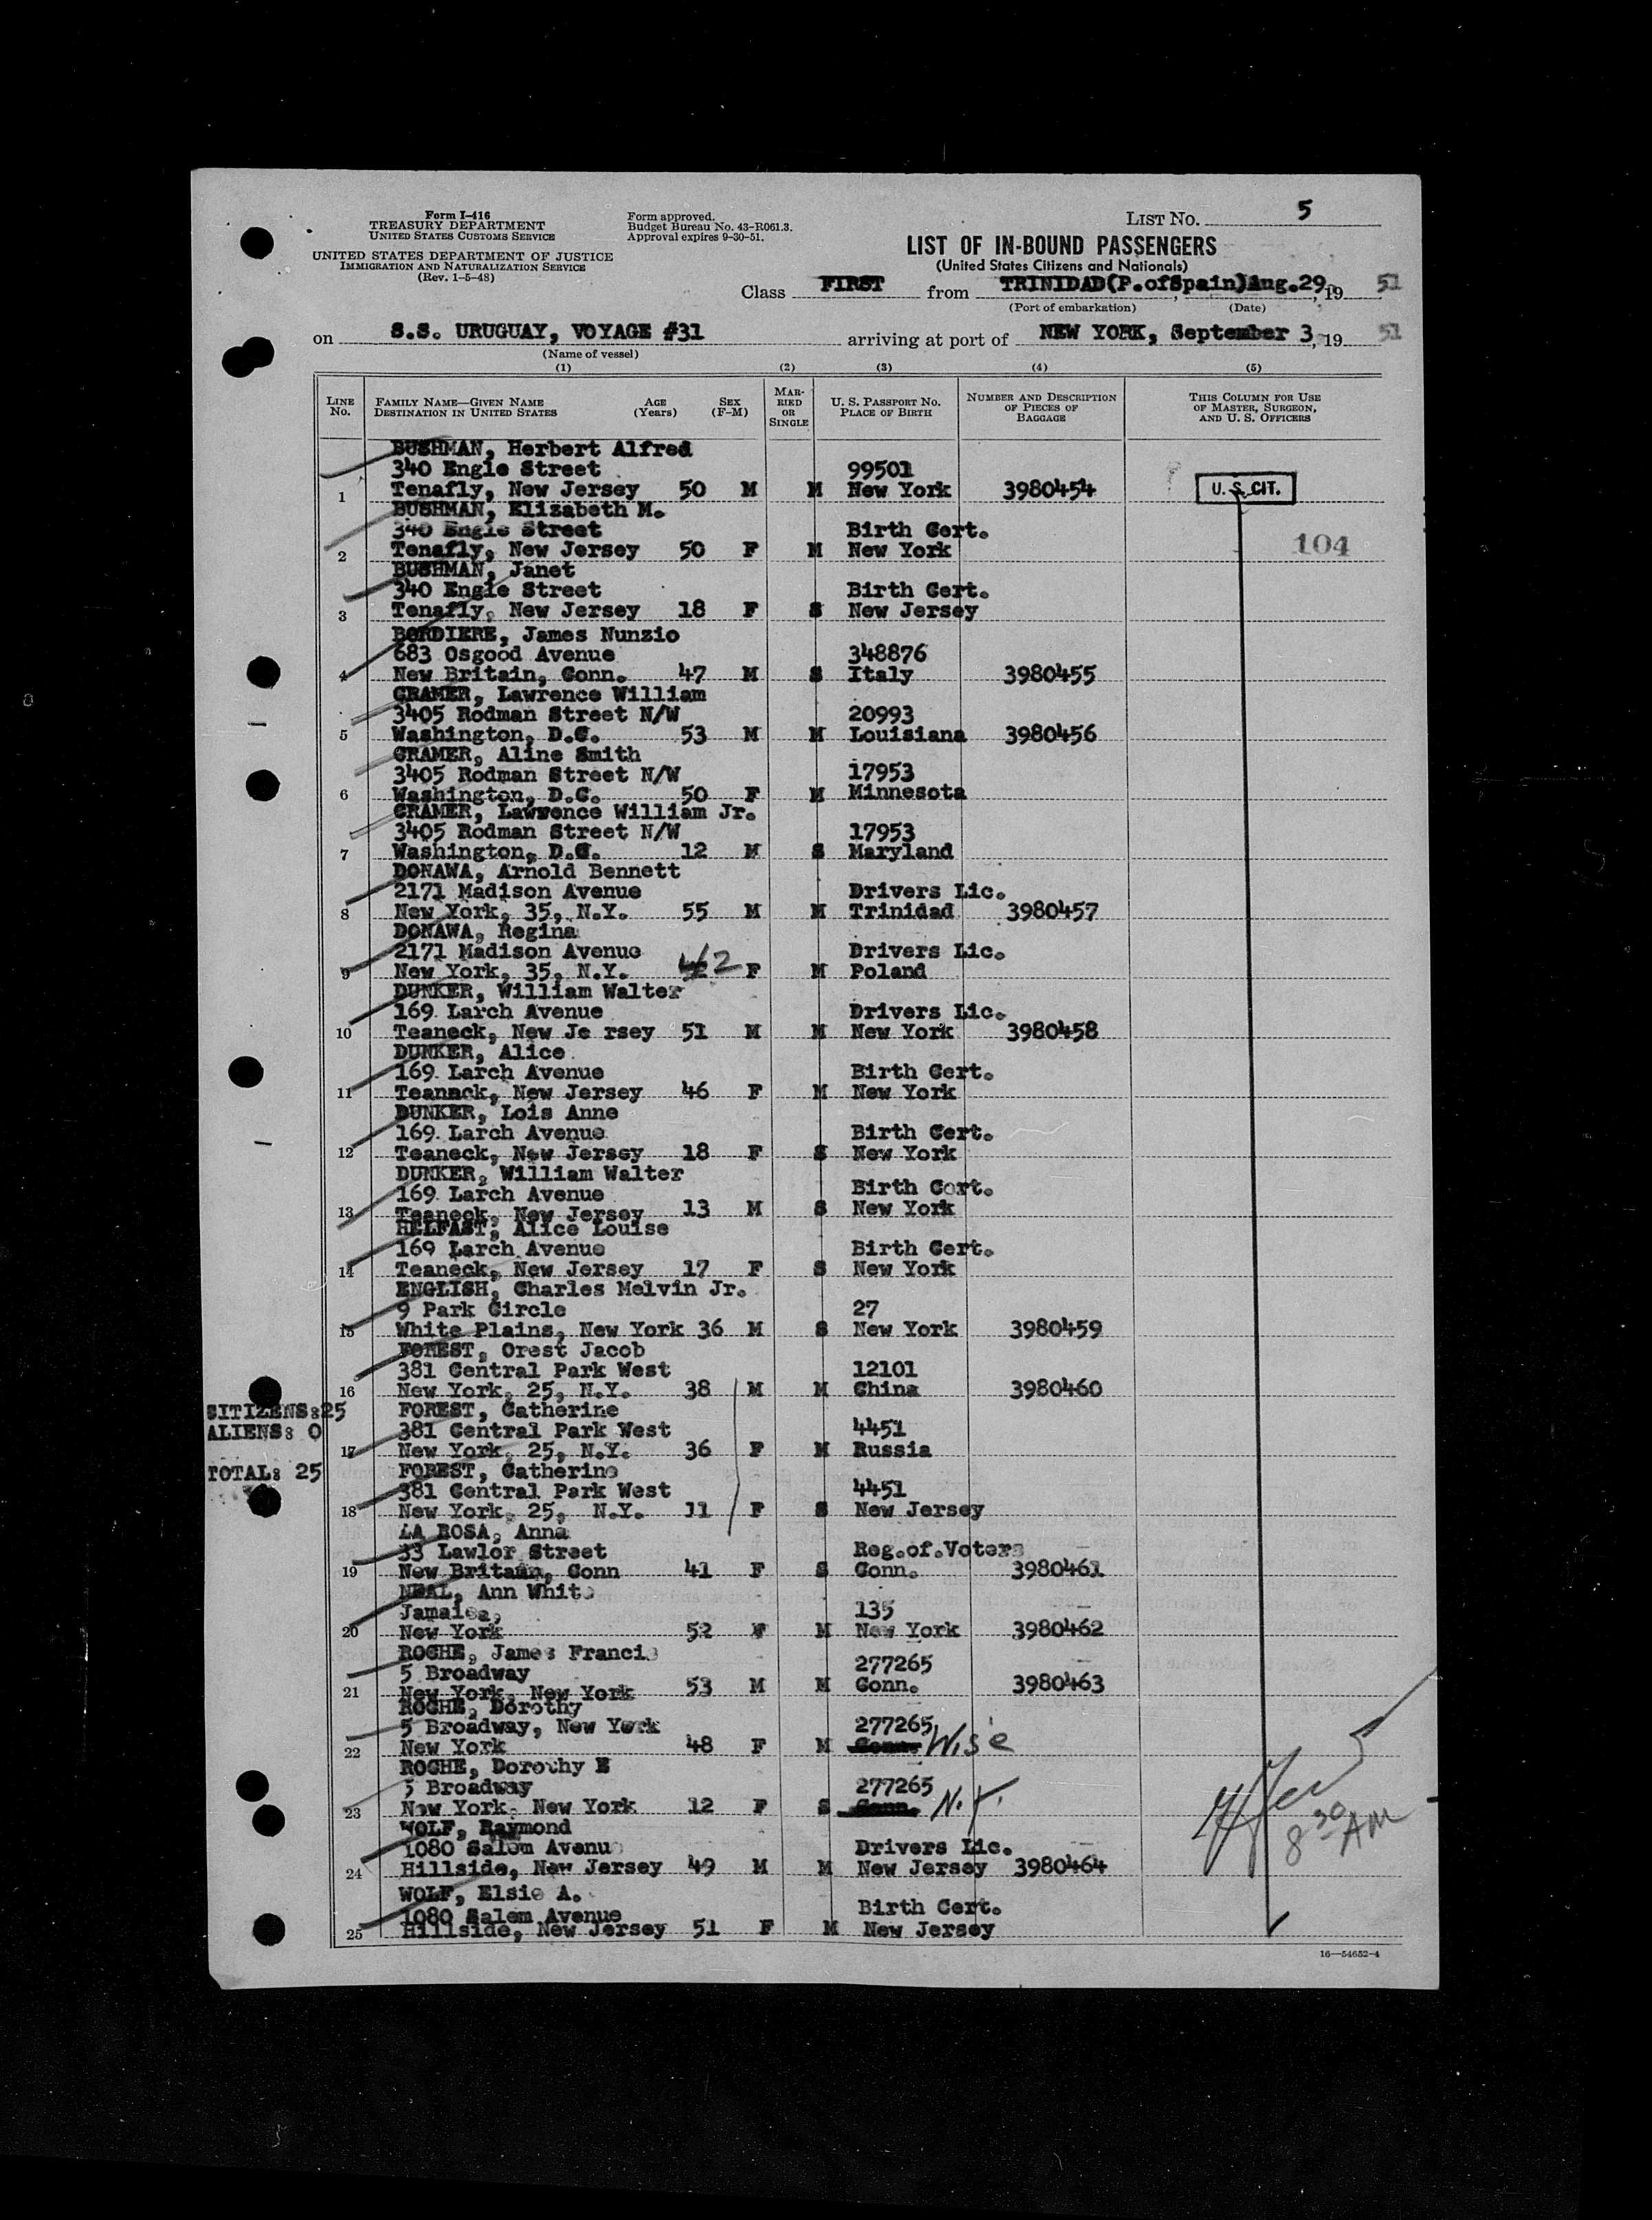 Form I-416
TREASURY DEPARTMENT
UNITED STATES CUSTOMS SERVICE
UNITED STATES DEPARTMENT OF JUSTICE
IMMIGRATION AND NATURALIZATION SERVICE
(Rev. 1-5-48)
Form approved.
Budget Bureau No. 43-R061.3.
Approval expires 9-30-51.
LIST NO. 5
LIST OF IN-BOUND PASSENGERS
(United States Citizens and Nationals)
Class FIRST from TRINIDAD(P.ofSpain)Aug.29, 19 51
(Port of embarkation) (Date)
on S.S. URUGUAY, VOYAGE #31 arriving at port of NEW YORK, September 3, 19 51
(Name of vessel)
(1) (2) (3) (4) (5)
LINE NO. FAMILY NAME—GIVEN NAME DESTINATION IN UNITED STATES AGE (Years) SEX (F-M) MARRIED OR SINGLE U. S. PASSPORT NO. PLACE OF BIRTH NUMBER AND DESCRIPTION OF PIECES OF BAGGAGE THIS COLUMN FOR USE OF MASTER, SURGEON, AND U. S. OFFICERS
BUSHMAN, Herbert Alfred
340 Engle Street 99501
1 Tenafly, New Jersey 50 M M New York 3980454 U. S. CIT.
BUSHMAN, Elizabeth M.
340 Engle Street Birth Cert.
2 Tenafly, New Jersey 50 F M New York 104
BUSHMAN, Janet
340 Engle Street Birth Cert.
3 Tenafly, New Jersey 18 F S New Jersey
BORDIERE, James Nunzio
683 Osgood Avenue 348876
4 New Britain, Conn. 47 M S Italy 3980455
CRAMER, Lawrence William
3405 Rodman Street N/W 20993
5 Washington, D.C. 53 M M Louisiana 3980456
CRAMER, Aline Smith
3405 Rodman Street N/W 17953
6 Washington, D.C. 50 F M Minnesota
CRAMER, Lawrence William Jr.
3405 Rodman Street N/W 17953
7 Washington, D.C. 12 M S Maryland
DONAWA, Arnold Bennett
2171 Madison Avenue Drivers Lic.
8 New York, 35, N.Y. 55 M M Trinidad 3980457
DONAWA, Regina
2171 Madison Avenue Drivers Lic.
9 New York, 35, N.Y. 42 F M Poland
DUNKER, William Walter
169 Larch Avenue Drivers Lic.
10 Teaneck, New Je rsey 51 M M New York 3980458
DUNKER, Alice
169 Larch Avenue Birth Cert.
11 Teanack, New Jersey 46 F M New York
DUNKER, Lois Anne
169 Larch Avenue Birth Cert.
12 Teaneck, New Jersey 18 F S New York
DUNKER, William Walter
169 Larch Avenue Birth Cert.
13 Teaneck, New Jersey 13 M S New York
HELFAST, Alice Louise
169 Larch Avenue Birth Cert.
14 Teaneck, New Jersey 17 F S New York
ENGLISH, Charles Melvin Jr.
9 Park Circle 27
15 White Plains, New York 36 M S New York 3980459
FOREST, Orest Jacob
381 Central Park West 12101
16 New York, 25, N.Y. 38 M M China 3980460
CITIZENS:25 FOREST, Catherine
ALIENS: 0 381 Central Park West 4451
17 New York, 25, N.Y. 36 F M Russia
TOTAL: 25 FOREST, Catherine
381 Central Park West 4451
18 New York, 25, N.Y. 11 F S New Jersey
LA ROSA, Anna
33 Lawlor Street Reg.of.Voters
19 New Britain, Conn 41 F S Conn. 3980461
NEAL, Ann White
Jamaica, 135
20 New York 52 F M New York 3980462
ROCHE, James Francis
5 Broadway 277265
21 New York, New York 53 M M Conn. 3980463
ROCHE, Dorothy
5 Broadway, New York 277265
22 New York 48 F M Conn. Wise
ROCHE, Dorothy E
5 Broadway 277265
23 New York, New York 12 F S Conn. N.Y.
WOLF, Raymond
1080 Salem Avenue Drivers Lic.
24 Hillside, New Jersey 49 M M New Jersey 3980464
8 30 AM
WOLF, Elsie A.
1080 Salem Avenue Birth Cert.
25 Hillside, New Jersey 51 F M New Jersey
16—54652-4